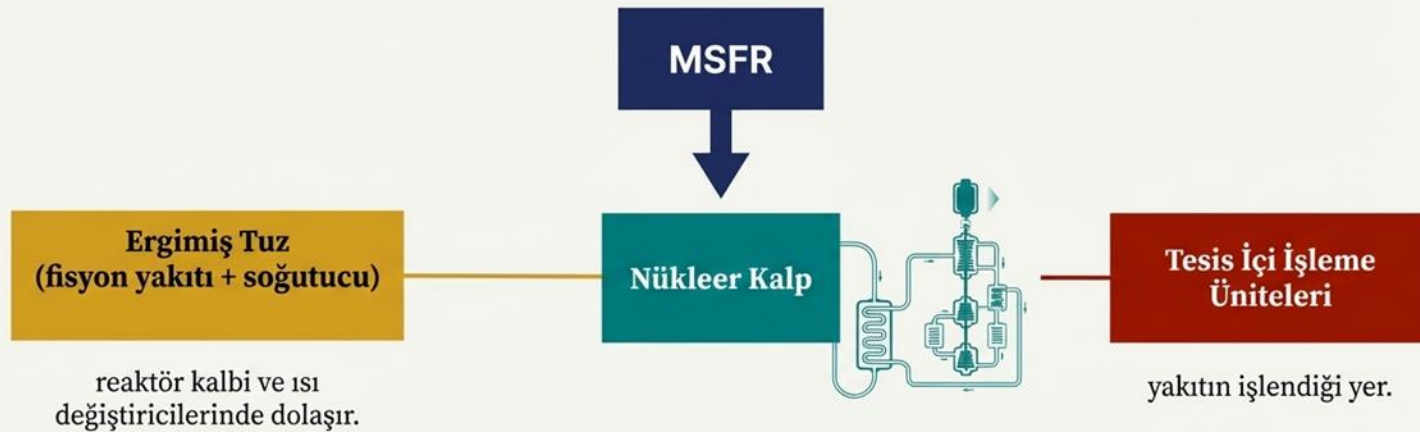 MSFR
Ergimiş Tuz
(fisyon yakıtı + soğutucu)
reaktör kalbi ve ısı
değiştiricilerinde dolaşır.
Nükleer Kalp
Tesis İçi İşleme
Üniteleri
yakıtın işlendiği yer.